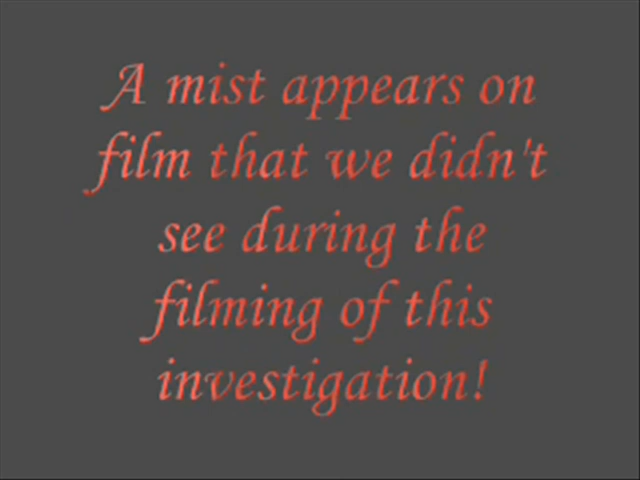 A mist appears on
film that we didn't
see during the
filming of this
investigation!